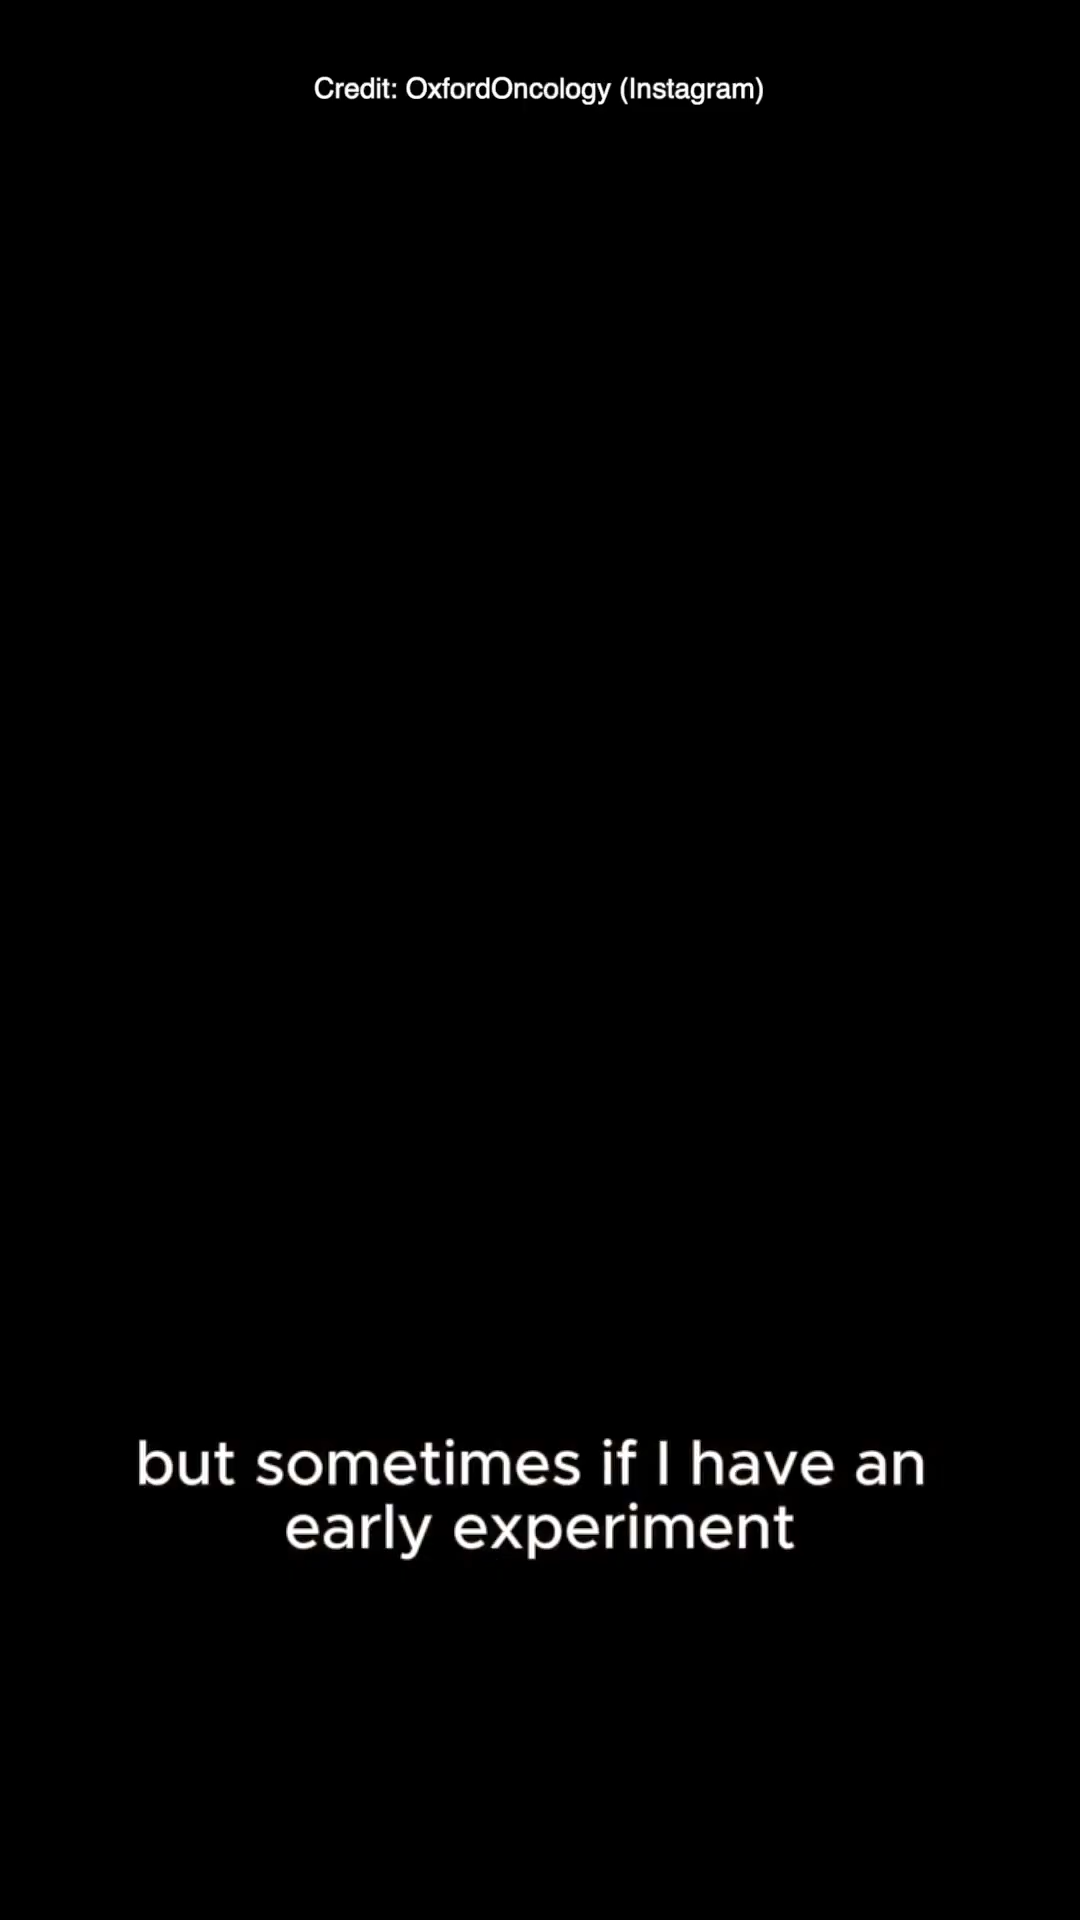 Credit: OxfordOncology (Instagram)
but sometimes if I have an
early experiment